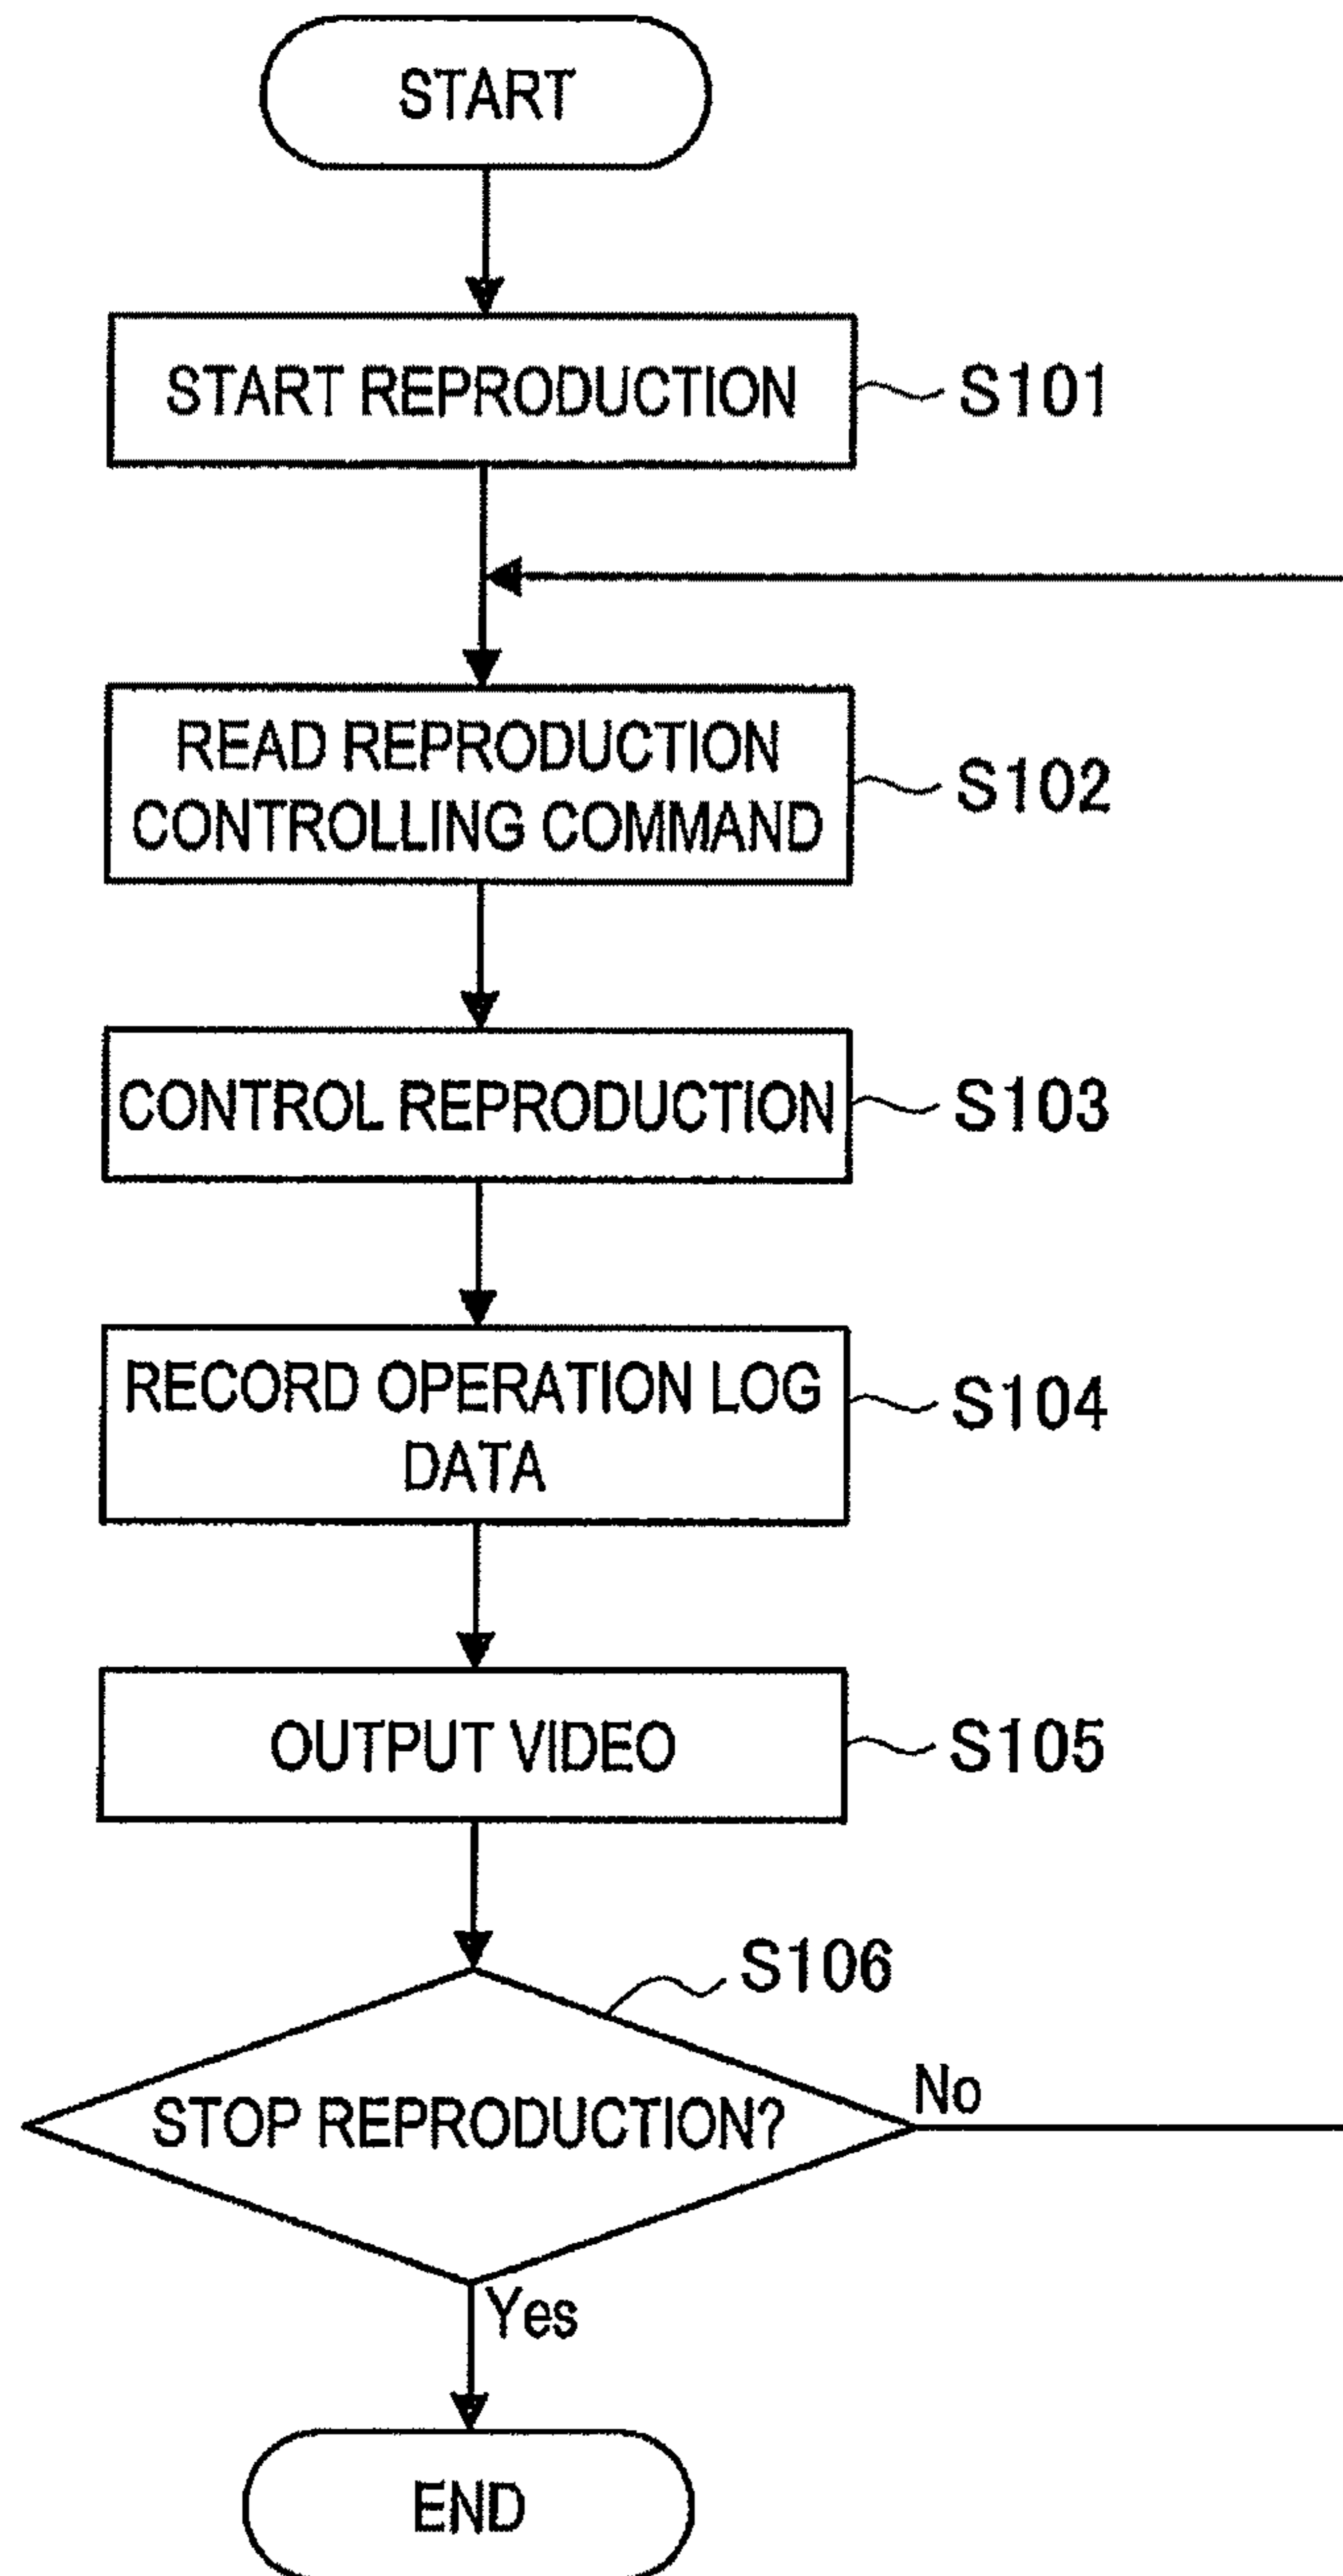 START
START REPRODUCTION
S101
READ REPRODUCTION
CONTROLLING COMMAND
S102
CONTROL REPRODUCTION
S103
RECORD OPERATION LOG
DATA
S104
OUTPUT VIDEO
S105
S106
STOP REPRODUCTION?
No
Yes
END